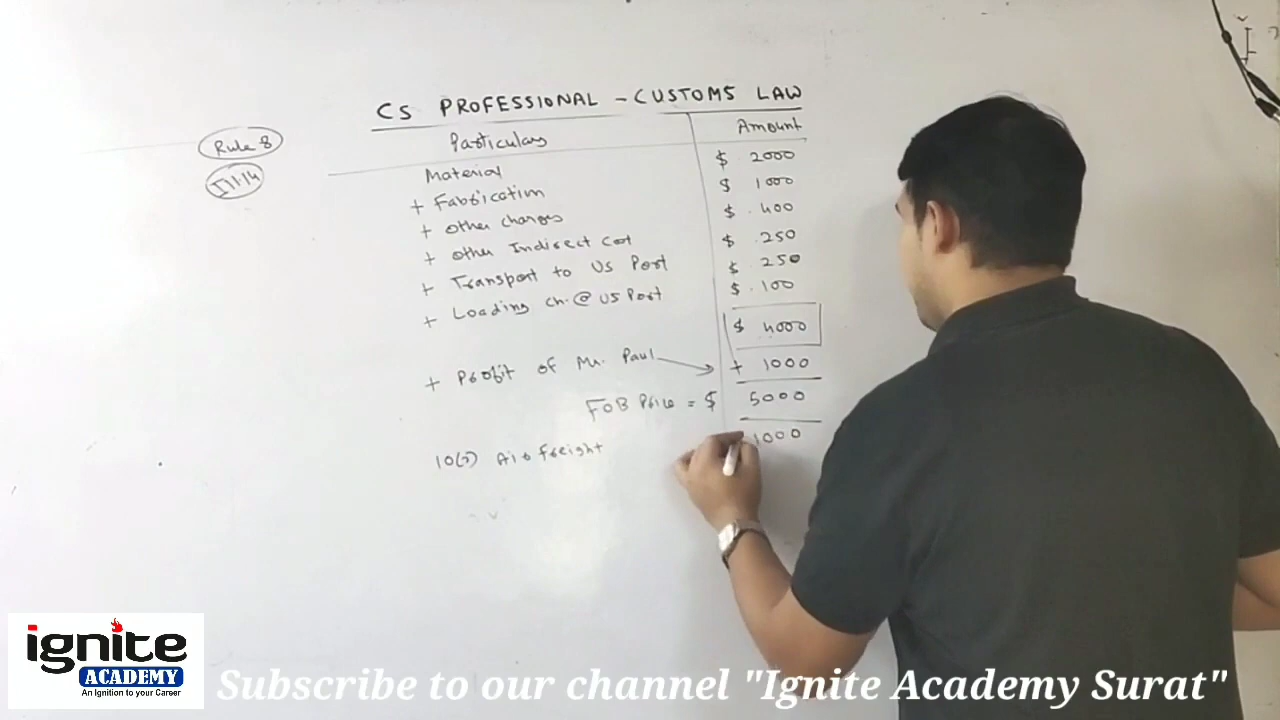 CS PROFESSIONAL - CUSTOMS LAW
Particulars Amount
Rule 8
Material $ 2000
+ Fabrication $ 1000
+ other charges $ 400
+ other Indirect Cost $ 250
+ Transport to US Port $ 250
+ Loading ch. @ US Port $ 100
$ 4000
+ Profit of Mr. Paul + 1000
FOB Price = $ 5000
10(2) Air freight 1000
ignite
ACADEMY
An Ignition to your Career
Subscribe to our channel "Ignite Academy Surat"